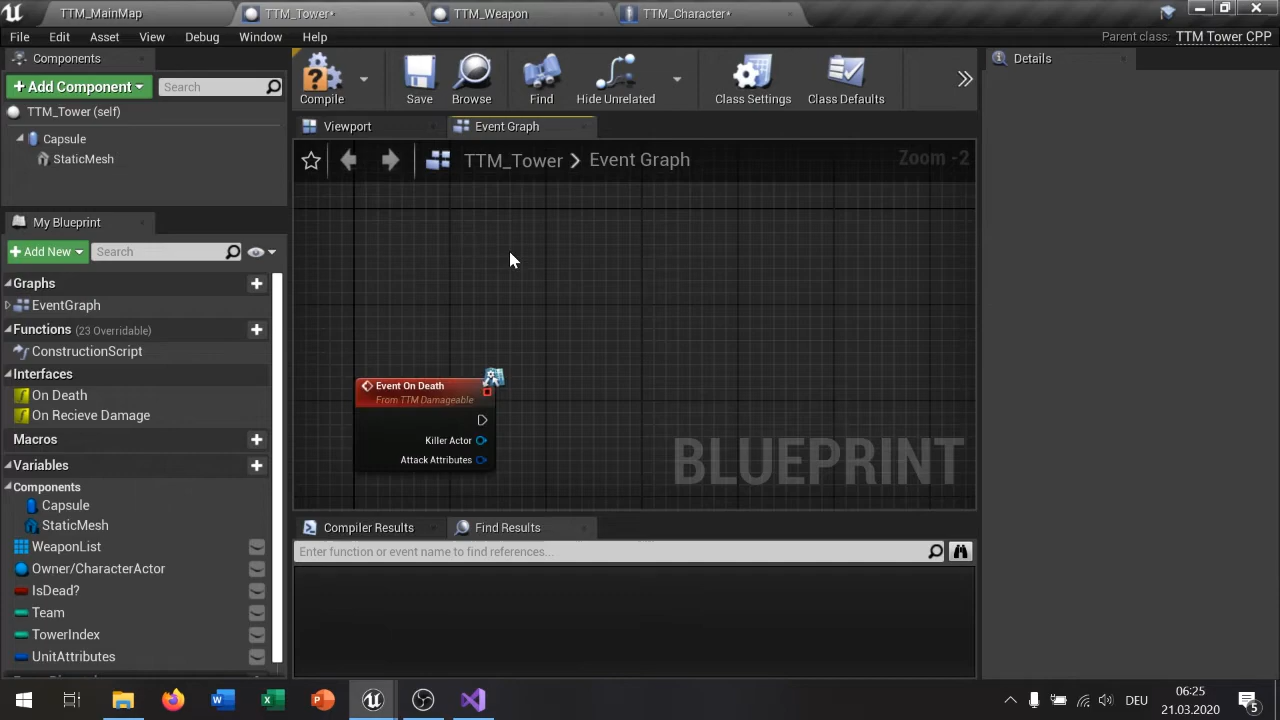 TTM_MainMap
TTM_Tower*
TTM_Weapon
TTM_Character*
File Edit Asset View Debug Window Help
Parent class: TTM Tower CPP
Components
Add Component
Search
TTM_Tower (self)
Capsule
StaticMesh
My Blueprint
Add New
Search
Graphs
EventGraph
Functions (23 Overridable)
ConstructionScript
Interfaces
On Death
On Recieve Damage
Macros
Variables
Components
Capsule
StaticMesh
WeaponList
Owner/CharacterActor
IsDead?
Team
TowerIndex
UnitAttributes
Compile
Save
Browse
Find
Hide Unrelated
Class Settings
Class Defaults
Viewport
Event Graph
TTM_Tower > Event Graph
Zoom -2
Event On Death
From TTM Damageable
Killer Actor
Attack Attributes
BLUEPRINT
Compiler Results
Find Results
Enter function or event name to find references...
Details
DEU
06:25
21.03.2020
5